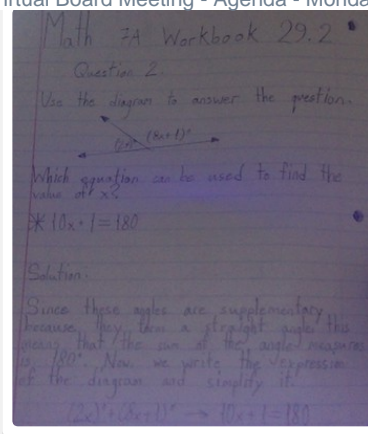 Virtual Board Meeting - Agenda - Monda
Math 7A Workbook 29.2
Question 2.
Use the diagram to answer the question.
(8x+1)°
Which equation can be used to find the
value of x?
10x+1=180
Solution:
Since these angles are supplementary
because they form a straight angle, this
means that the sum of the angle measures
is 180°. Now, we write the expression
of the diagram and simplify it.
(2x)°+(8x+1)° → 10x+1=180